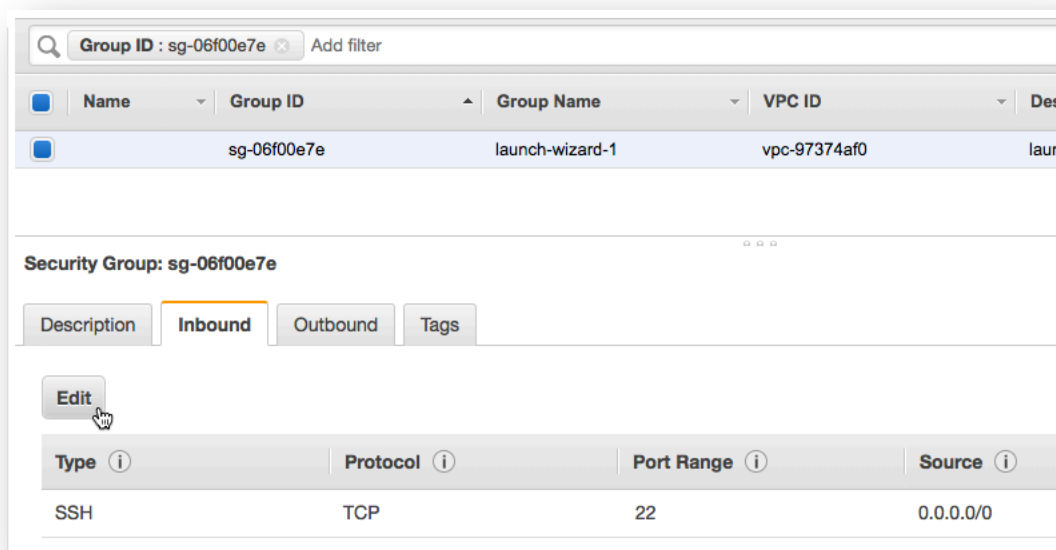 Group ID : sg-06f00e7e Add filter
Name Group ID Group Name VPC ID Des
sg-06f00e7e launch-wizard-1 vpc-97374af0 laun
Security Group: sg-06f00e7e
Description Inbound Outbound Tags
Edit
Type i Protocol i Port Range i Source i
SSH TCP 22 0.0.0.0/0